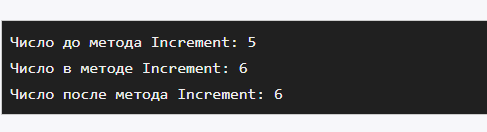 Число до метода Increment: 5
Число в методе Increment: 6
Число после метода Increment: 6